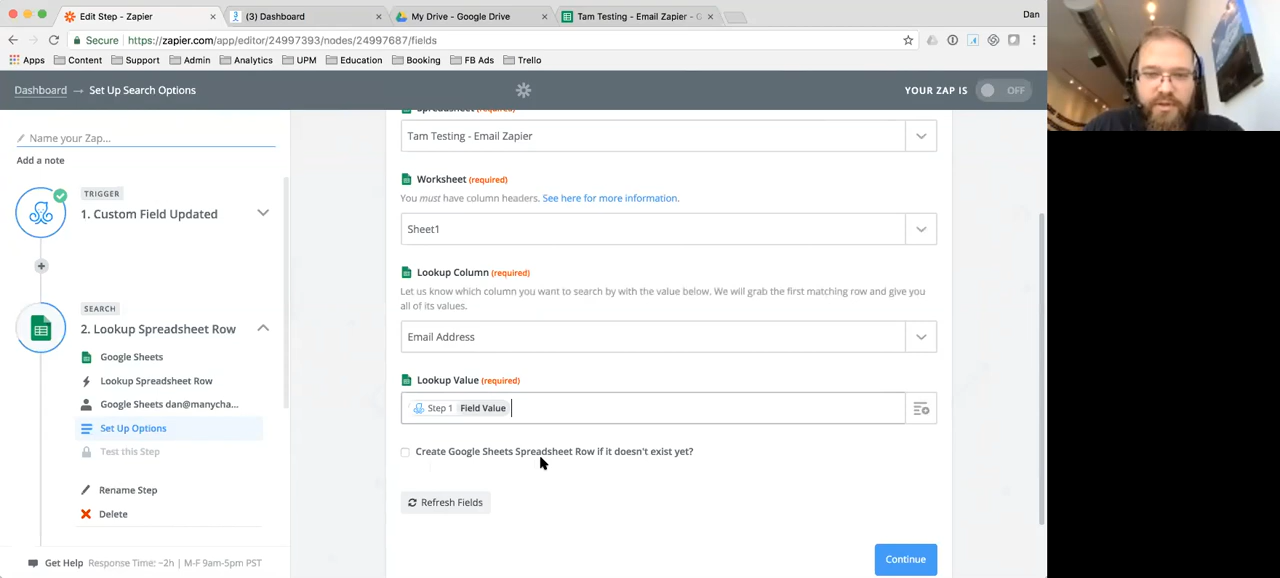 Edit Step - Zapier
(3) Dashboard
My Drive - Google Drive
Tam Testing - Email Zapier - G
Dan
Secure
https://zapier.com/app/editor/24997393/nodes/24997687/fields
Apps
Content
Support
Admin
Analytics
UPM
Education
Booking
FB Ads
Trello
Dashboard → Set Up Search Options
YOUR ZAP IS
OFF
Name your Zap...
Add a note
TRIGGER
1. Custom Field Updated
SEARCH
2. Lookup Spreadsheet Row
Google Sheets
Lookup Spreadsheet Row
Google Sheets dan@manycha...
Set Up Options
Test this Step
Rename Step
Delete
Get Help Response Time: ~2h | M-F 9am-5pm PST
Spreadsheet (required)
Tam Testing - Email Zapier
Worksheet (required)
You must have column headers. See here for more information.
Sheet1
Lookup Column (required)
Let us know which column you want to search by with the value below. We will grab the first matching row and give you
all of its values.
Email Address
Lookup Value (required)
Step 1 Field Value
Create Google Sheets Spreadsheet Row if it doesn't exist yet?
Refresh Fields
Continue